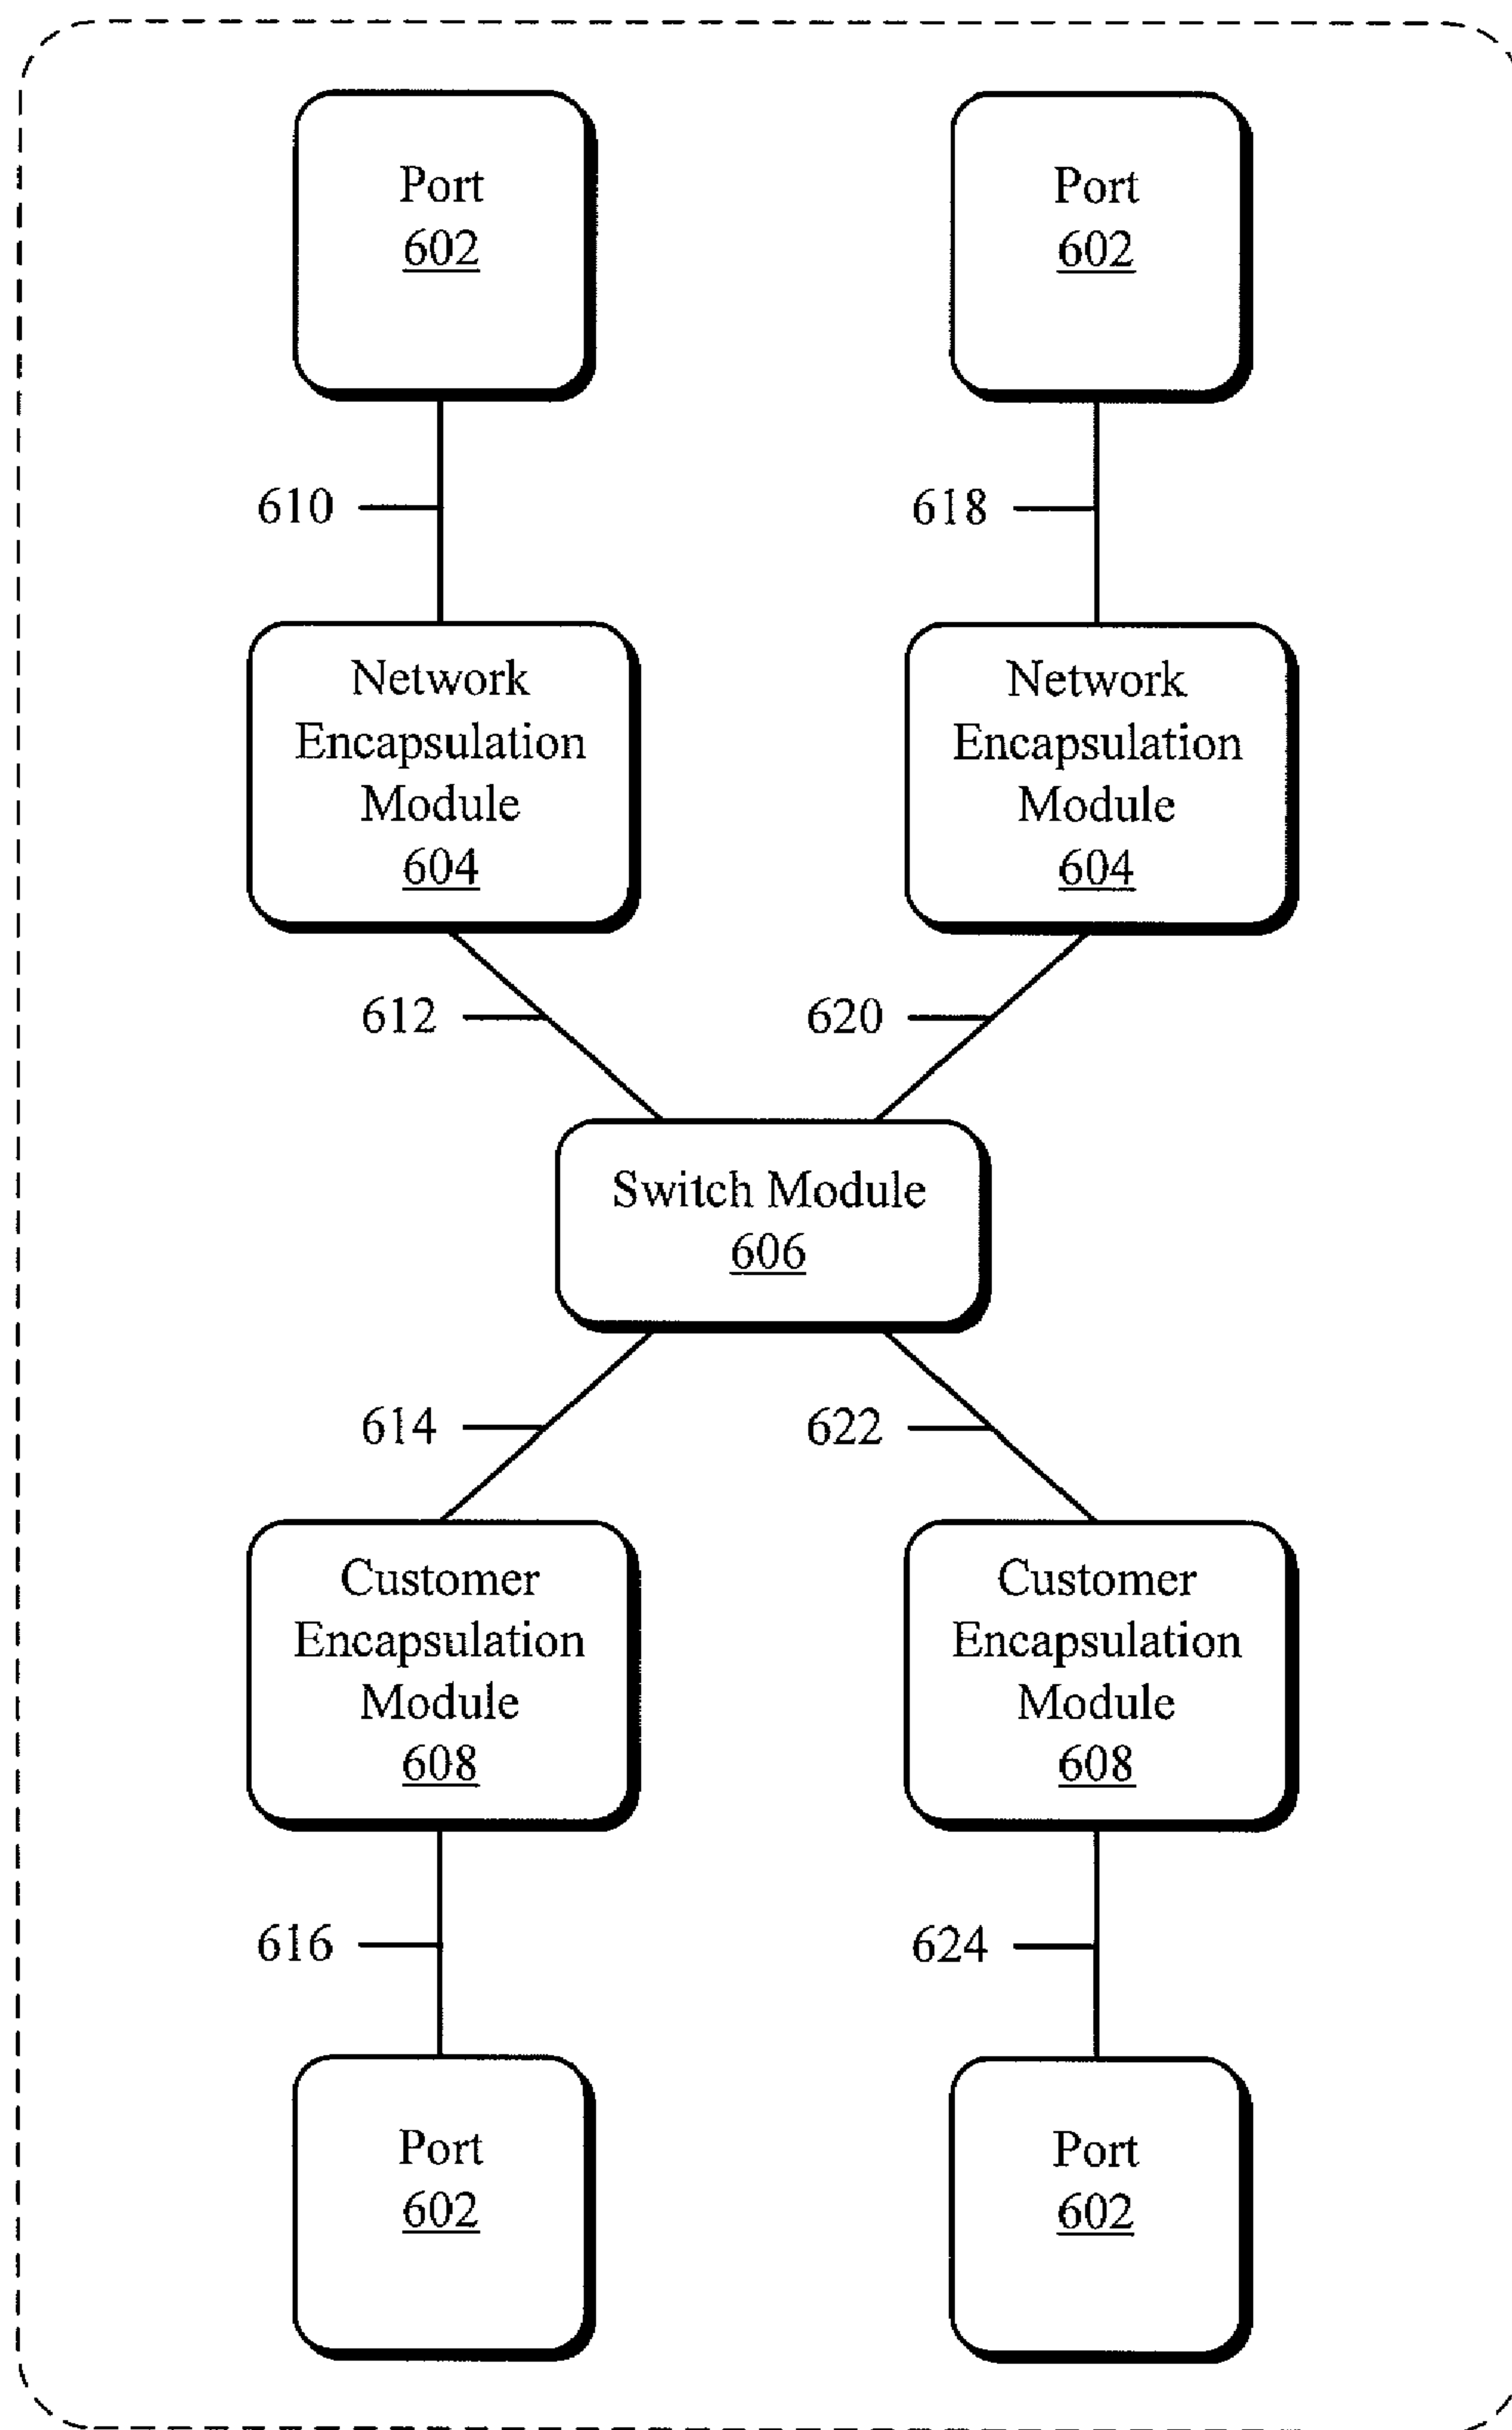 Port
602
Port
602
610
618
Network
Encapsulation
Module
604
Network
Encapsulation
Module
604
612
620
Switch Module
606
614
622
Customer
Encapsulation
Module
608
Customer
Encapsulation
Module
608
616
624
Port
602
Port
602